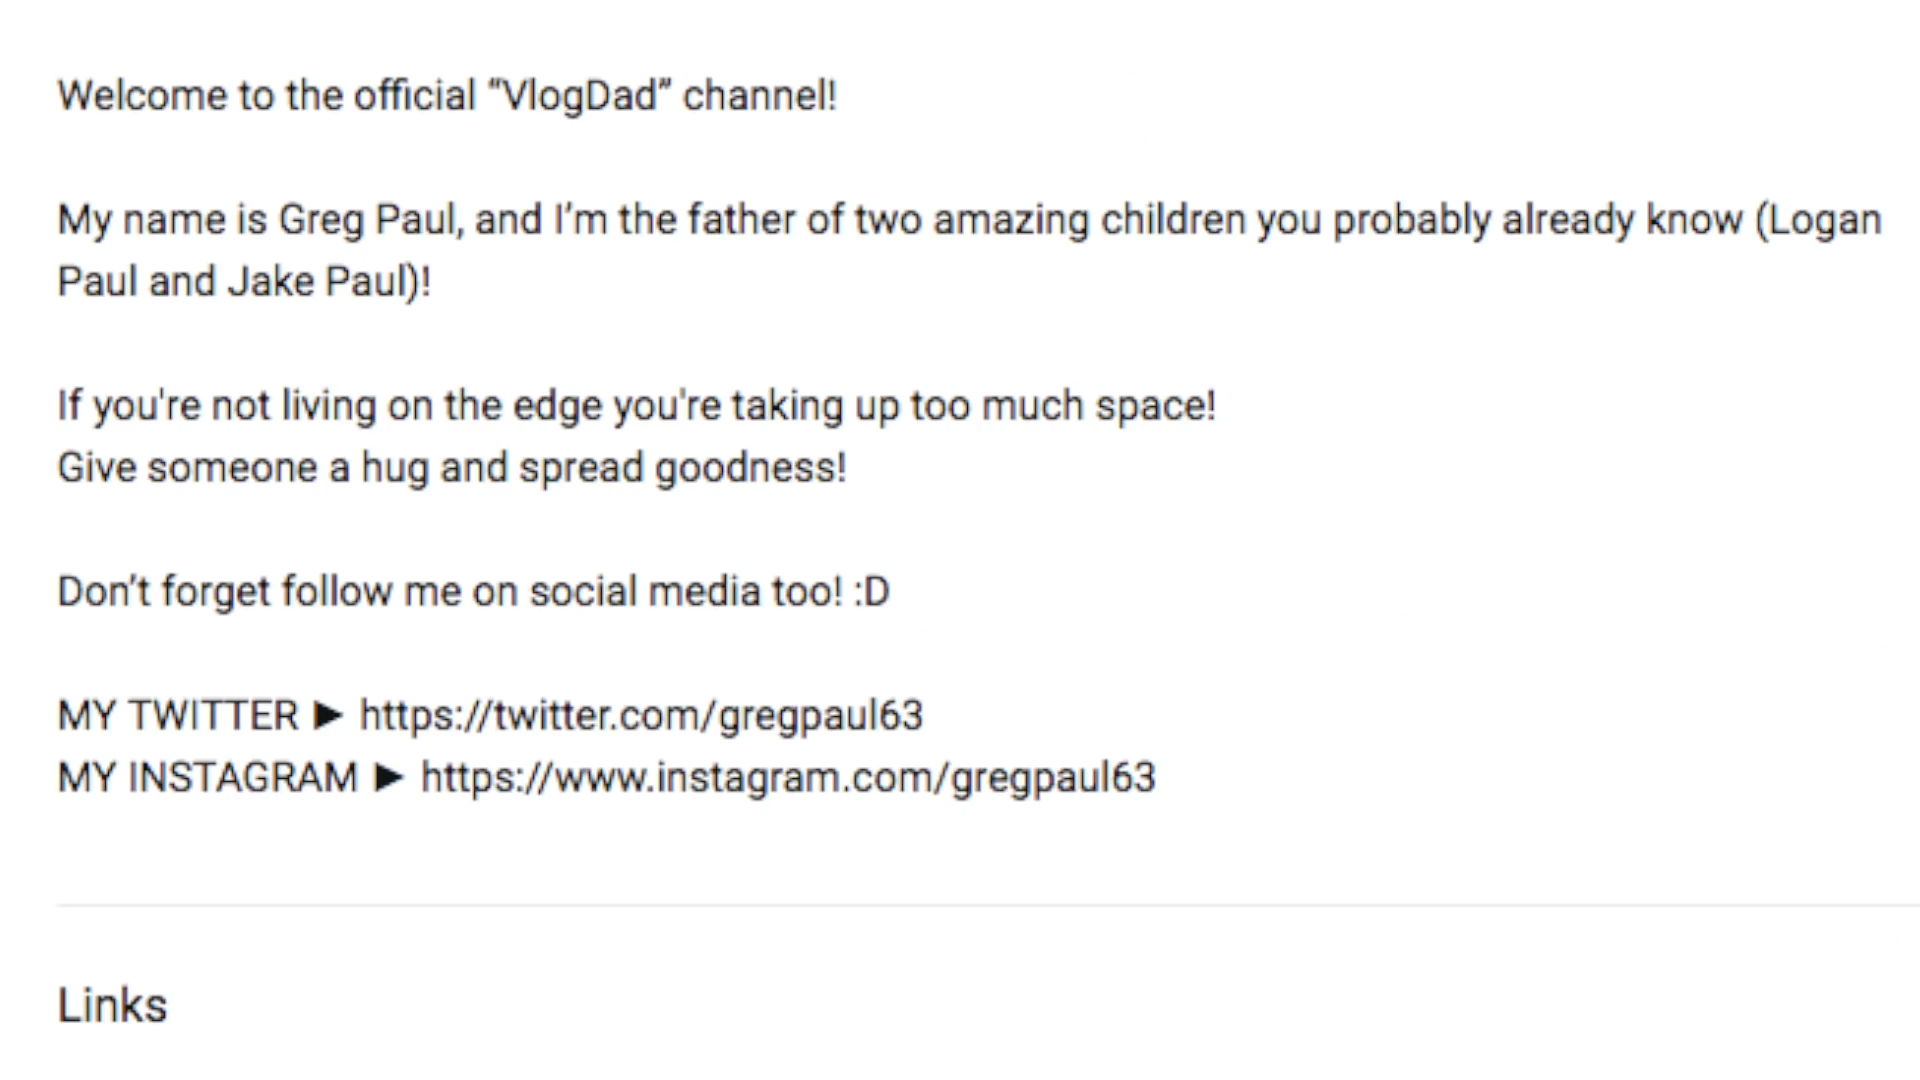 Welcome to the official “VlogDad” channel!
My name is Greg Paul, and I’m the father of two amazing children you probably already know (Logan
Paul and Jake Paul)!
If you're not living on the edge you're taking up too much space!
Give someone a hug and spread goodness!
Don’t forget follow me on social media too! :D
MY TWITTER ► https://twitter.com/gregpaul63
MY INSTAGRAM ► https://www.instagram.com/gregpaul63
Links